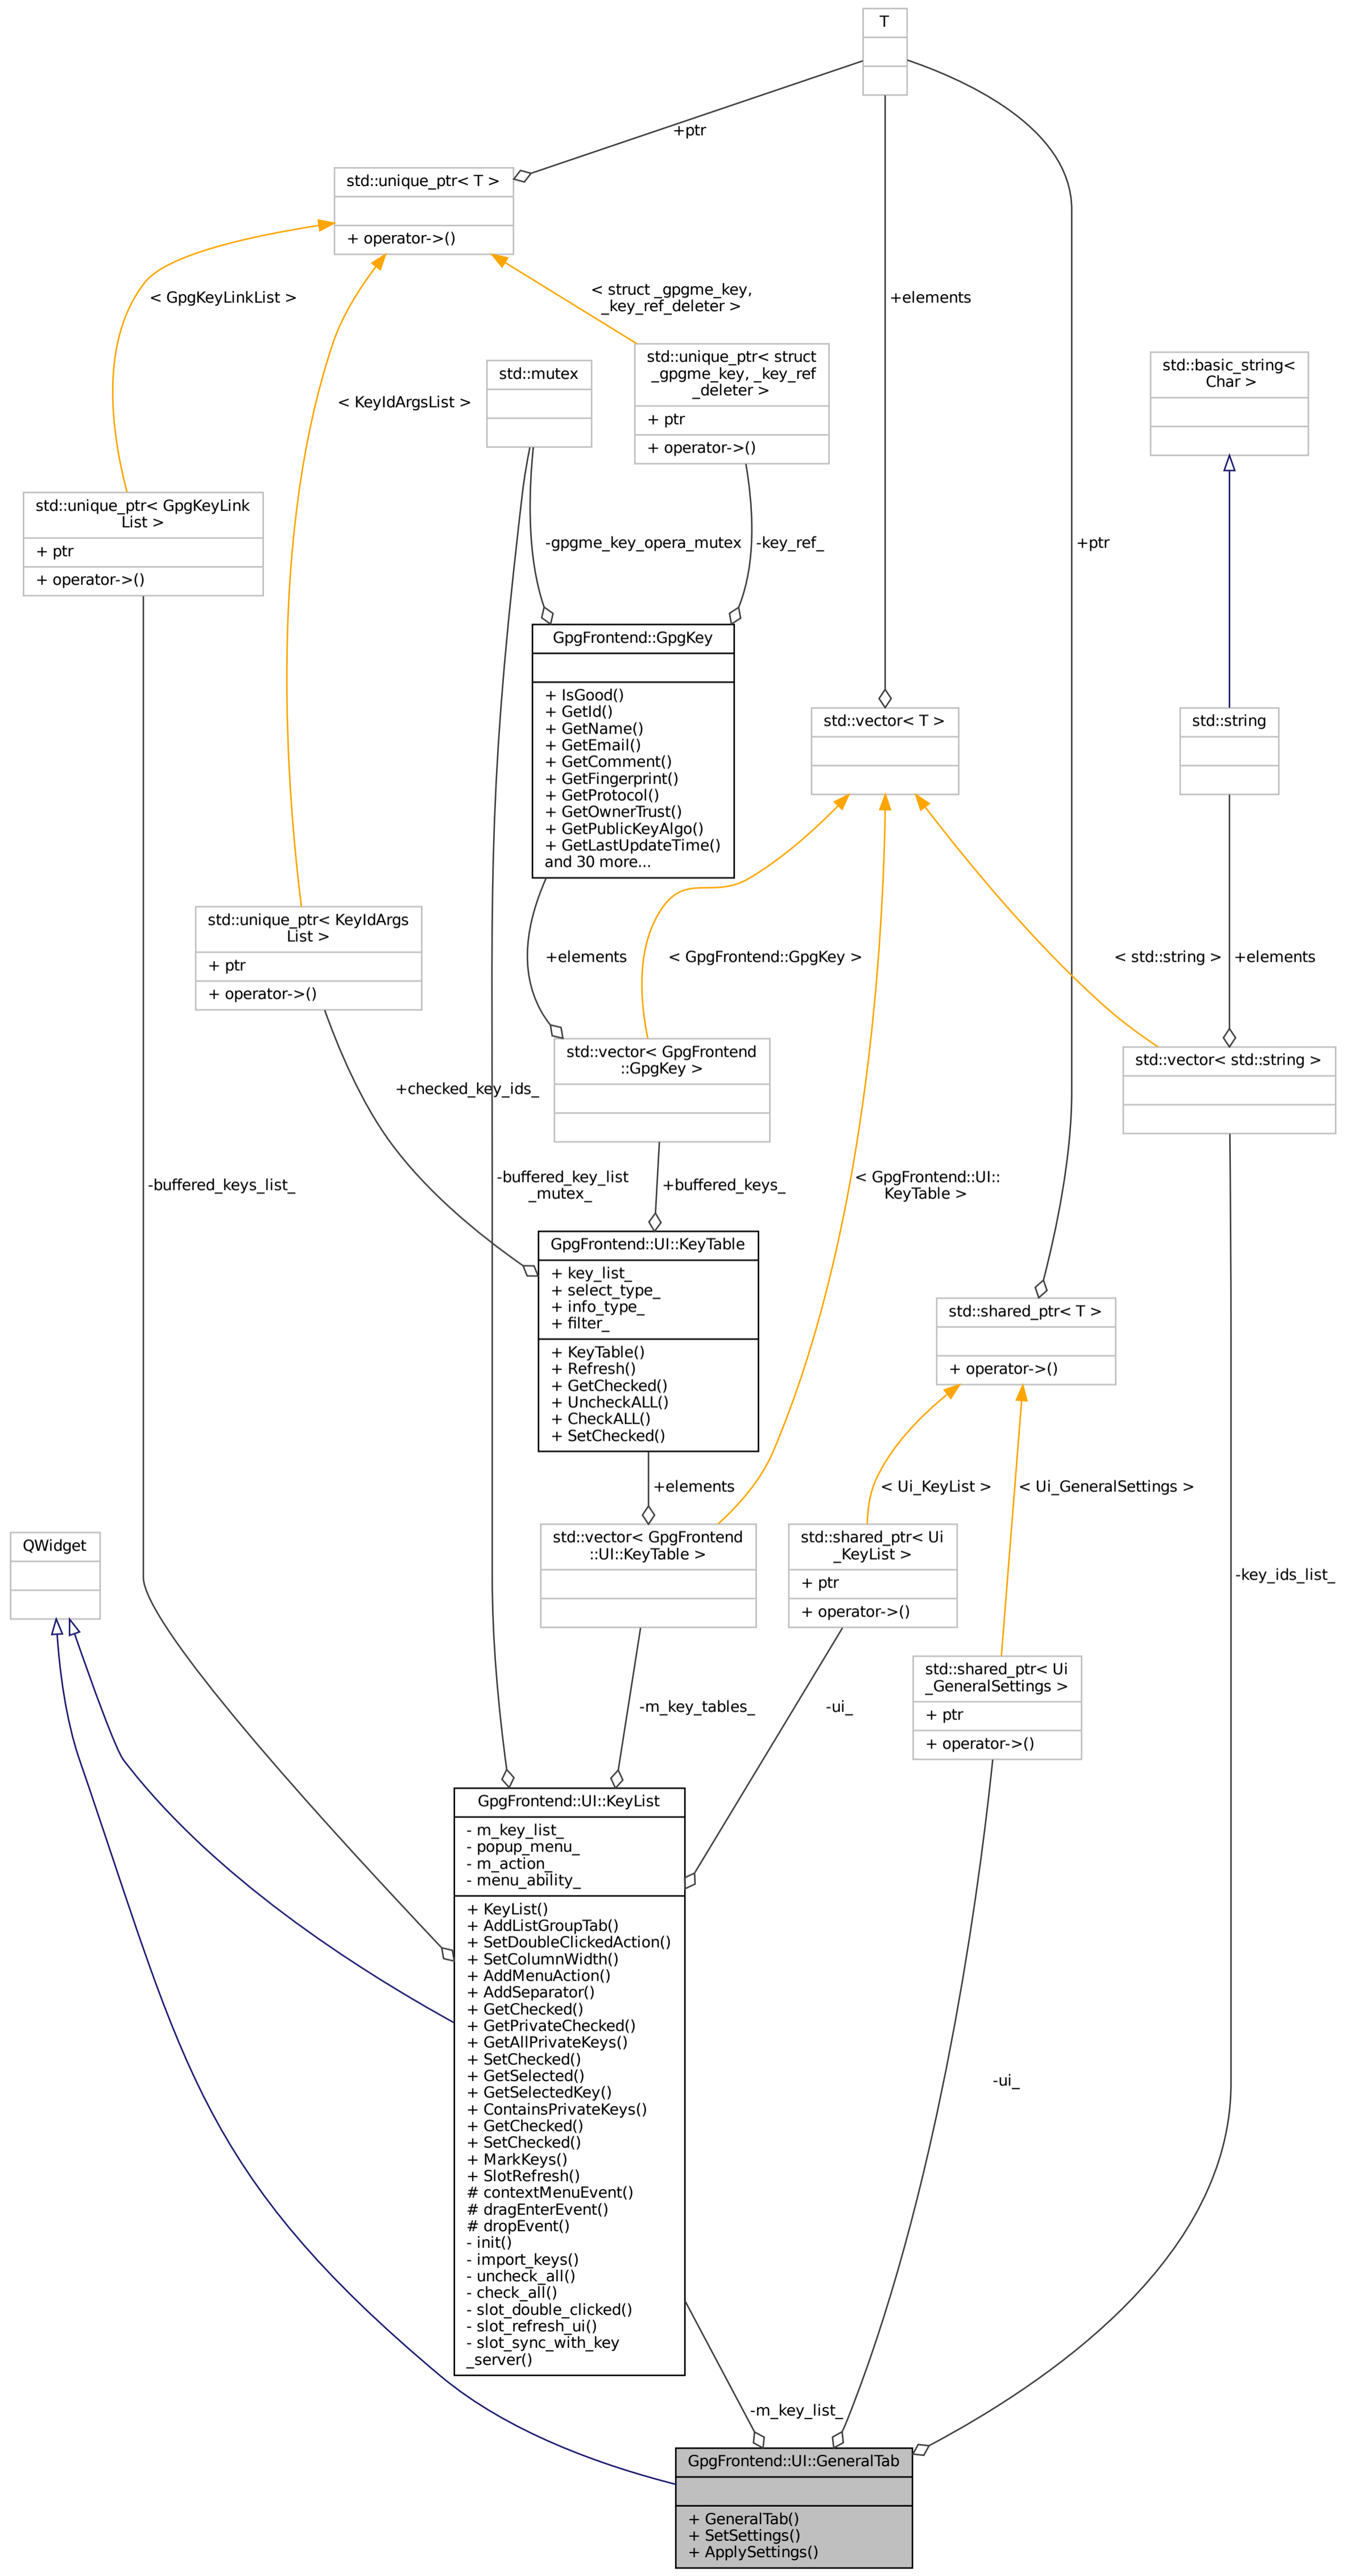 T
+ptr
std::unique_ptr< T >
+ operator->()
< GpgKeyLinkList >
+elements
< struct _gpgme_key,
_key_ref_deleter >
std::unique_ptr< struct
_gpgme_key, _key_ref
_deleter >
+ ptr
+ operator->()
std::mutex
< KeyIdArgsList >
std::basic_string<
Char >
std::unique_ptr< GpgKeyLink
List >
+ ptr
+ operator->()
-gpgme_key_opera_mutex
-key_ref_
+ptr
GpgFrontend::GpgKey
+ IsGood()
+ GetId()
+ GetName()
+ GetEmail()
+ GetComment()
+ GetFingerprint()
+ GetProtocol()
+ GetOwnerTrust()
+ GetPublicKeyAlgo()
+ GetLastUpdateTime()
and 30 more...
std::vector< T >
std::string
std::unique_ptr< KeyIdArgs
List >
+ ptr
+ operator->()
+elements
< GpgFrontend::GpgKey >
< std::string >
+elements
std::vector< GpgFrontend
::GpgKey >
std::vector< std::string >
+checked_key_ids_
-buffered_keys_list_
-buffered_key_list
_mutex_
+buffered_keys_
< GpgFrontend::UI::
KeyTable >
GpgFrontend::UI::KeyTable
+ key_list_
+ select_type_
+ info_type_
+ filter_
+ KeyTable()
+ Refresh()
+ GetChecked()
+ UncheckALL()
+ CheckALL()
+ SetChecked()
std::shared_ptr< T >
+ operator->()
+elements
< Ui_KeyList >
< Ui_GeneralSettings >
QWidget
std::vector< GpgFrontend
::UI::KeyTable >
std::shared_ptr< Ui
_KeyList >
+ ptr
+ operator->()
-key_ids_list_
std::shared_ptr< Ui
_GeneralSettings >
+ ptr
+ operator->()
-m_key_tables_
-ui_
GpgFrontend::UI::KeyList
- m_key_list_
- popup_menu_
- m_action_
- menu_ability_
+ KeyList()
+ AddListGroupTab()
+ SetDoubleClickedAction()
+ SetColumnWidth()
+ AddMenuAction()
+ AddSeparator()
+ GetChecked()
+ GetPrivateChecked()
+ GetAllPrivateKeys()
+ SetChecked()
+ GetSelected()
+ GetSelectedKey()
+ ContainsPrivateKeys()
+ GetChecked()
+ SetChecked()
+ MarkKeys()
+ SlotRefresh()
# contextMenuEvent()
# dragEnterEvent()
# dropEvent()
- init()
- import_keys()
- uncheck_all()
- check_all()
- slot_double_clicked()
- slot_refresh_ui()
- slot_sync_with_key
_server()
-ui_
-m_key_list_
GpgFrontend::UI::GeneralTab
+ GeneralTab()
+ SetSettings()
+ ApplySettings()